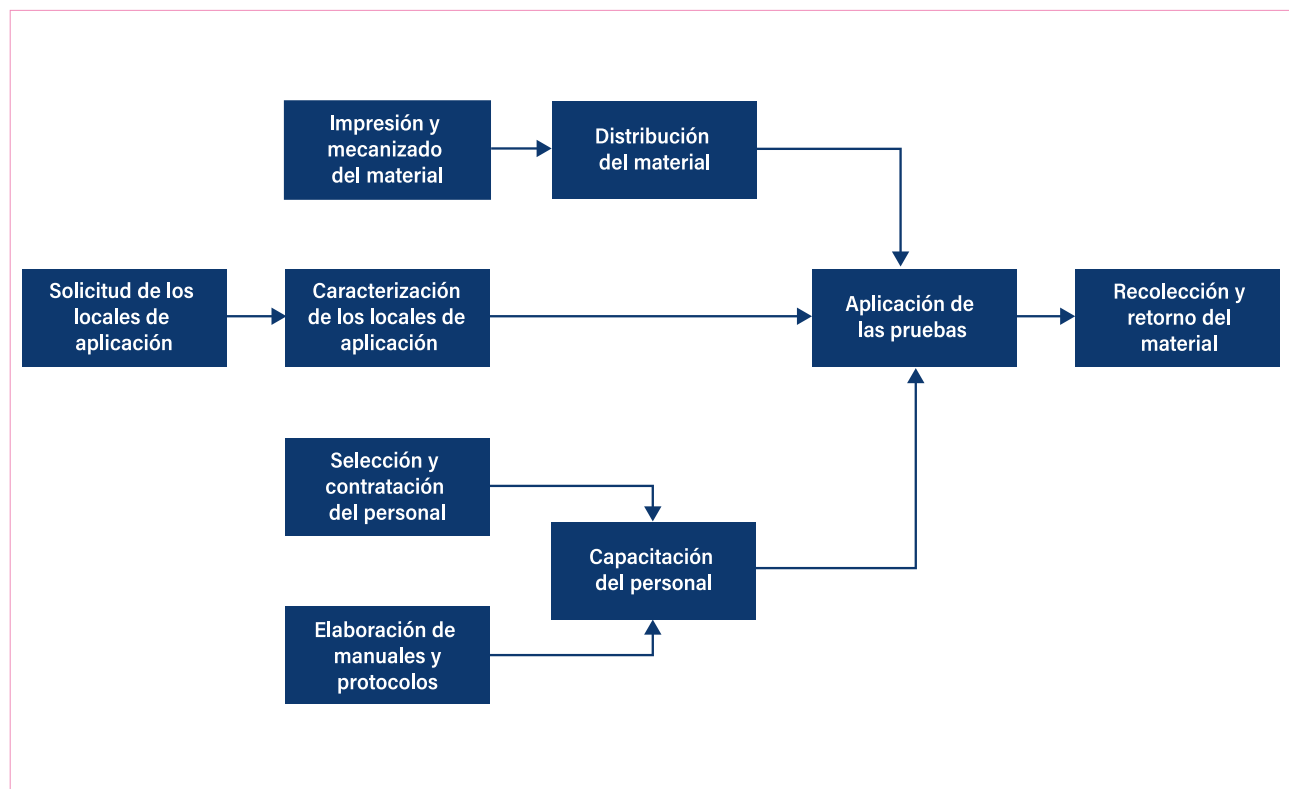 Impresión y
mecanizado
del material
Distribución
del material
Solicitud de los
locales de
aplicación
Caracterización
de los locales de
aplicación
Aplicación de
las pruebas
Recolección y
retorno del
material
Selección y
contratación
del personal
Capacitación
del personal
Elaboración de
manuales y
protocolos